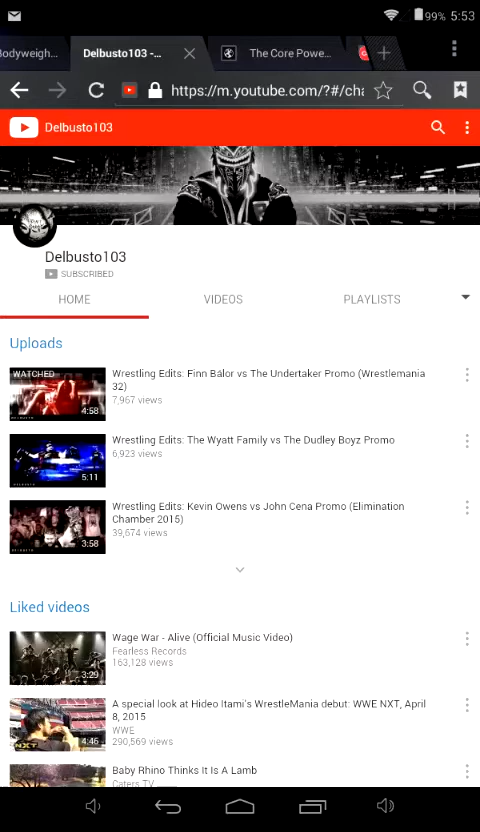 99% 5:53
Bodyweigh...
Delbusto103 -...
The Core Powe...
https://m.youtube.com/?#/cha
Delbusto103
Delbusto103
SUBSCRIBED
HOME
VIDEOS
PLAYLISTS
Uploads
WATCHED
4:58
Wrestling Edits: Finn Bálor vs The Undertaker Promo (Wrestlemania
32)
7,967 views
5:11
Wrestling Edits: The Wyatt Family vs The Dudley Boyz Promo
6,923 views
3:58
Wrestling Edits: Kevin Owens vs John Cena Promo (Elimination
Chamber 2015)
39,674 views
Liked videos
3:29
Wage War - Alive (Official Music Video)
Fearless Records
163,128 views
NXT
4:46
A special look at Hideo Itami's WrestleMania debut: WWE NXT, April
8, 2015
WWE
290,569 views
Baby Rhino Thinks It Is A Lamb
Caters TV